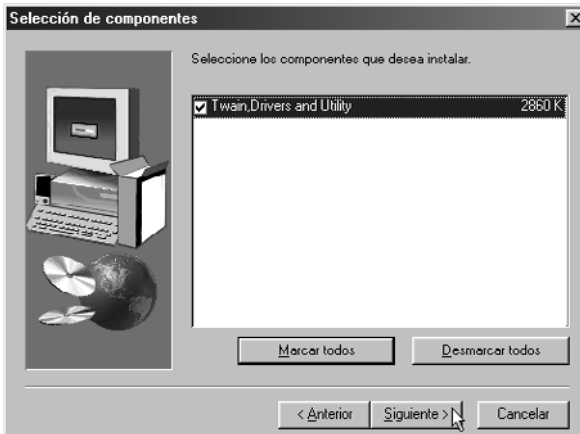 Selección de componentes
Seleccione los componentes que desea instalar.
Twain,Drivers and Utility 2860 K
Marcar todos Desmarcar todos
< Anterior Siguiente > Cancelar